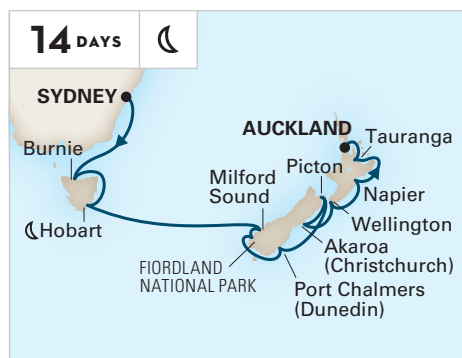 14 DAYS
SYDNEY
Burnie
Hobart
AUCKLAND
Tauranga
Picton
Milford
Sound
Napier
Wellington
Akaroa
(Christchurch)
FIORDLAND
NATIONAL PARK
Port Chalmers
(Dunedin)